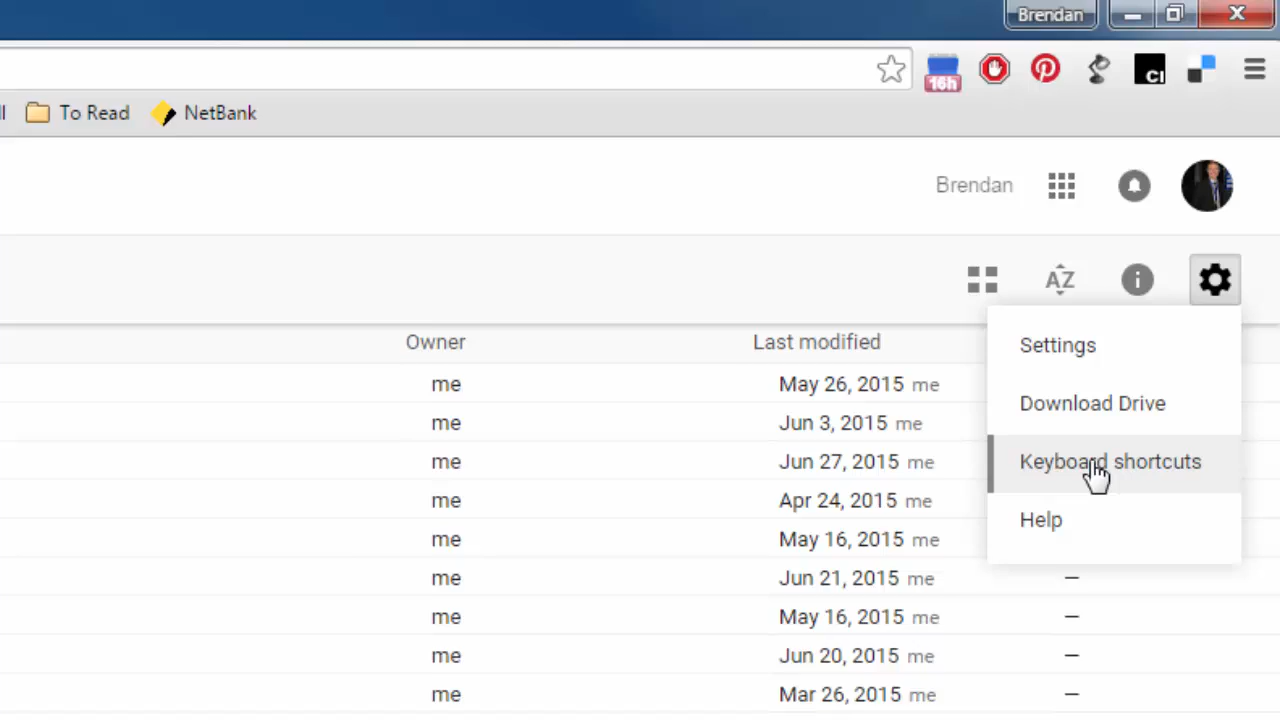 Brendan
16h
CI
l To Read NetBank
Brendan
AZ
Owner Last modified
Settings
Download Drive
Keyboard shortcuts
Help
me May 26, 2015 me
me Jun 3, 2015 me
me Jun 27, 2015 me
me Apr 24, 2015 me
me May 16, 2015 me
me Jun 21, 2015 me —
me May 16, 2015 me —
me Jun 20, 2015 me —
me Mar 26, 2015 me —